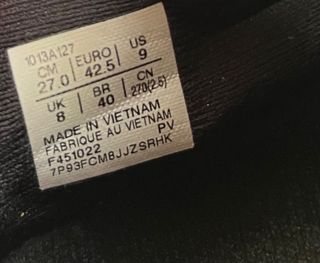 1013A127
CM EURO US
27.0 42.5 9
UK BR CN
8 40 270(2.5)
MADE IN VIETNAM
FABRIQUE AU VIETNAM
F451022 PV
7P93FCM8JJZSRHK